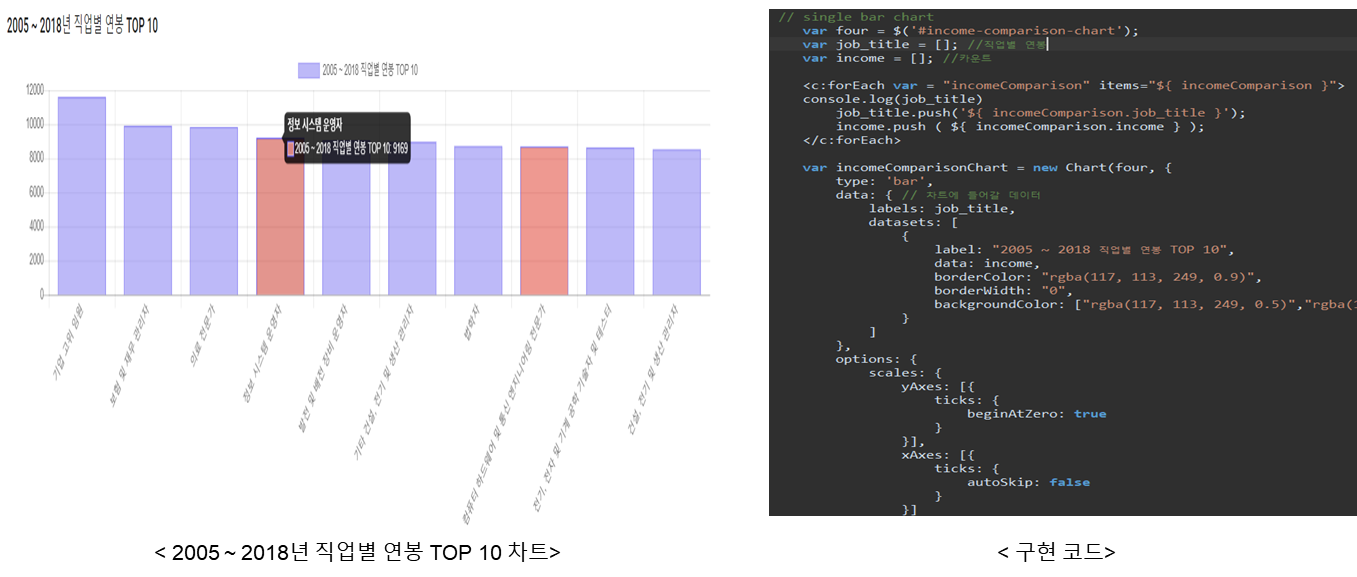 2005 ~ 2018년 직업별 연봉 TOP 10
2005 ~ 2018 직업별 연봉 TOP 10
12000
10000
8000
6000
4000
2000
0
정보 시스템 운영자
2005 ~ 2018 직업별 연봉 TOP 10: 9169
기업 고위 임원
보험 및 재무 관리자
의료 전문가
정보 시스템 운영자
발전 및 배전 장비 운영자
기타 건설, 전기 및 생산 관리자
법학자
컴퓨터 하드웨어 및 통신 엔지니어링 전문가
전기, 전자 및 기계 공학 기술자 및 테스터
건설, 전기 및 생산 관리자
< 2005 ~ 2018년 직업별 연봉 TOP 10 차트>
// single bar chart
var four = $('#income-comparison-chart');
var job_title = []; //직업별 연봉
var income = []; //카운트
<c:forEach var = "incomeComparison" items="${ incomeComparison }">
console.log(job_title)
job_title.push('${ incomeComparison.job_title }');
income.push ( ${ incomeComparison.income } );
</c:forEach>
var incomeComparisonChart = new Chart(four, {
type: 'bar',
data: { // 차트에 들어갈 데이터
labels: job_title,
datasets: [
{
label: "2005 ~ 2018 직업별 연봉 TOP 10",
data: income,
borderColor: "rgba(117, 113, 249, 0.9)",
borderWidth: "0",
backgroundColor: ["rgba(117, 113, 249, 0.5)","rgba(1
}
]
},
options: {
scales: {
yAxes: [{
ticks: {
beginAtZero: true
}
}],
xAxes: [{
ticks: {
autoSkip: false
}
}]
< 구현 코드>